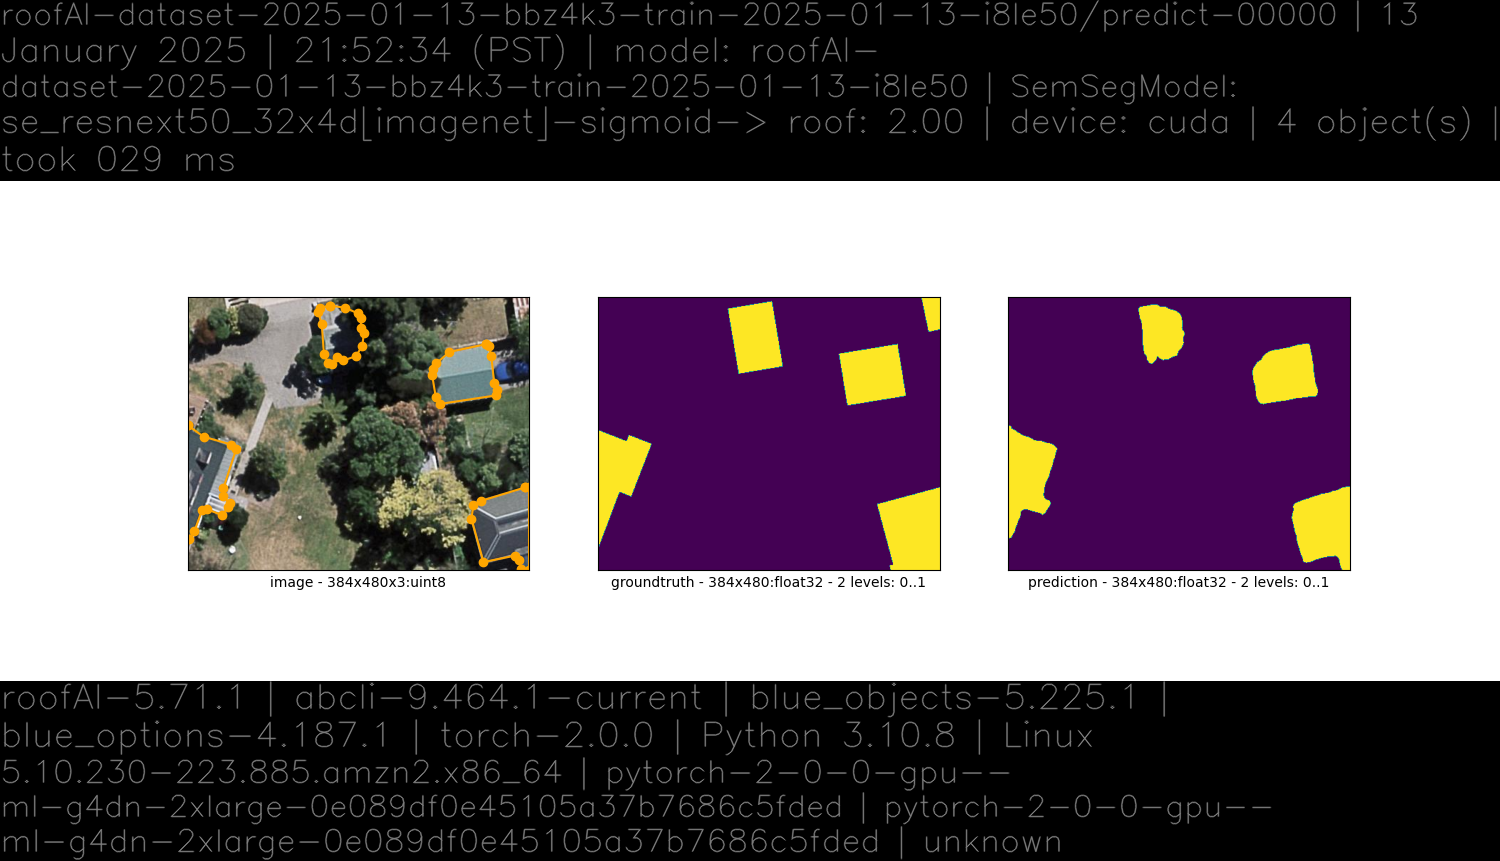 roofAI-dataset-2025-01-13-bbz4k3-train-2025-01-13-i8le50/predict-00000 | 13
January 2025 | 21:52:34 (PST) | model: roofAI-
dataset-2025-01-13-bbz4k3-train-2025-01-13-i8le50 | SemSegModel:
se_resnext50_32x4d[imagenet]-sigmoid-> roof: 2.00 | device: cuda | 4 object(s) |
took 029 ms
image - 384x480x3:uint8
groundtruth - 384x480:float32 - 2 levels: 0..1
prediction - 384x480:float32 - 2 levels: 0..1
roofAI-5.71.1 | abcli-9.464.1-current | blue_objects-5.225.1 |
blue_options-4.187.1 | torch-2.0.0 | Python 3.10.8 | Linux
5.10.230-223.885.amzn2.x86_64 | pytorch-2-0-0-gpu--
ml-g4dn-2xlarge-0e089df0e45105a37b7686c5fded | pytorch-2-0-0-gpu--
ml-g4dn-2xlarge-0e089df0e45105a37b7686c5fded | unknown